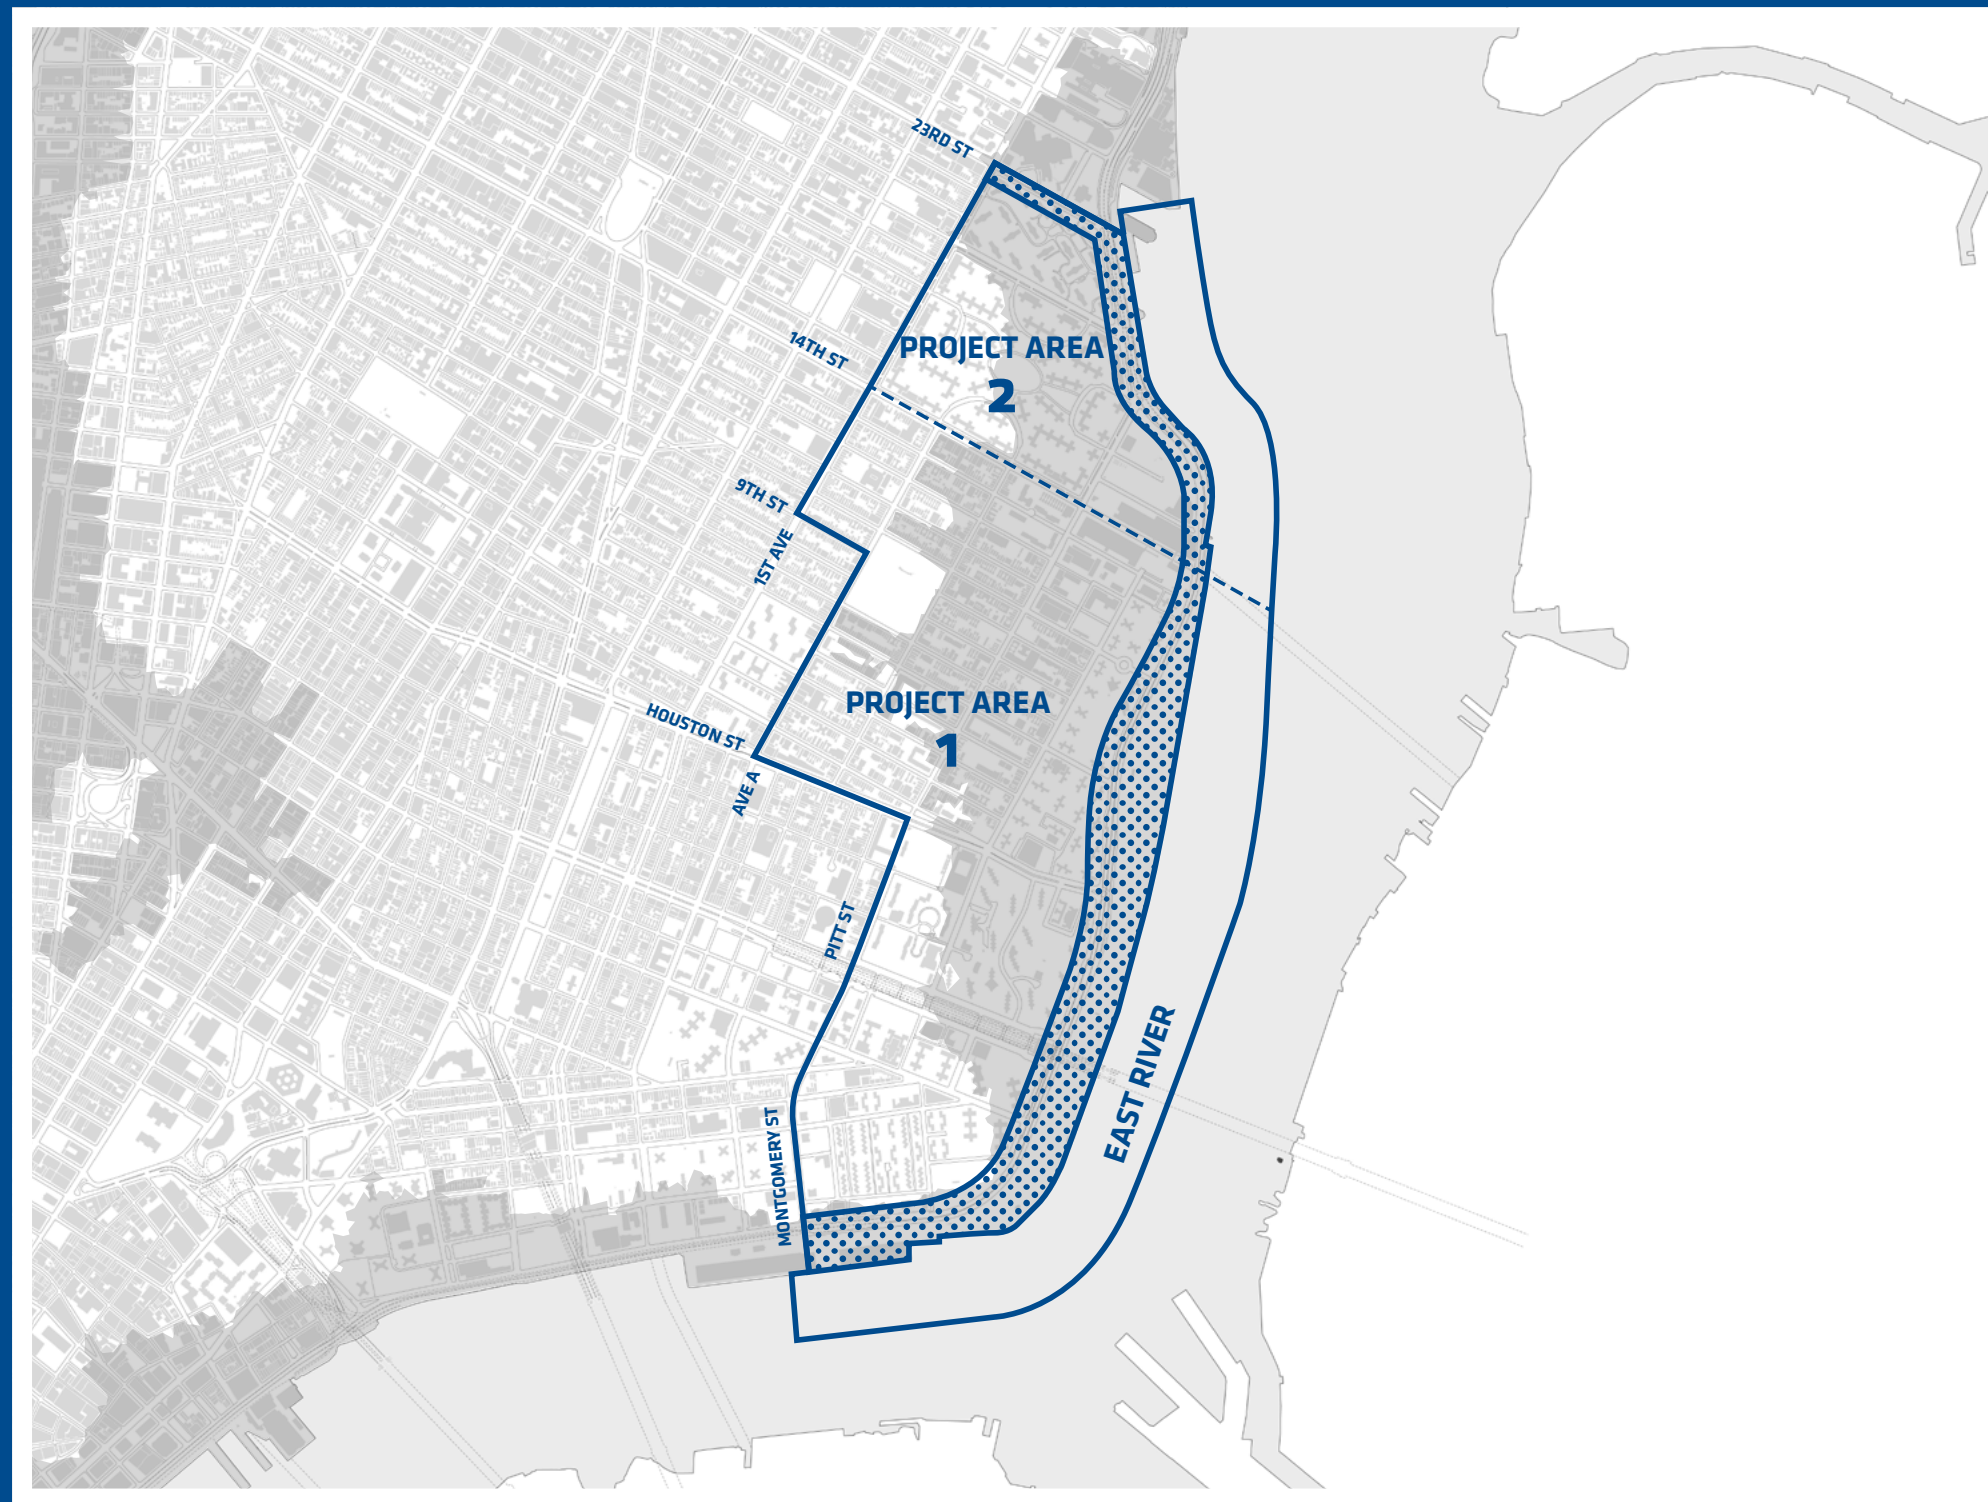 23RD ST
14TH ST
PROJECT AREA
2
9TH ST
1ST AVE
PROJECT AREA
1
HOUSTON ST
AVE A
PITT ST
EAST RIVER
MONTGOMERY ST